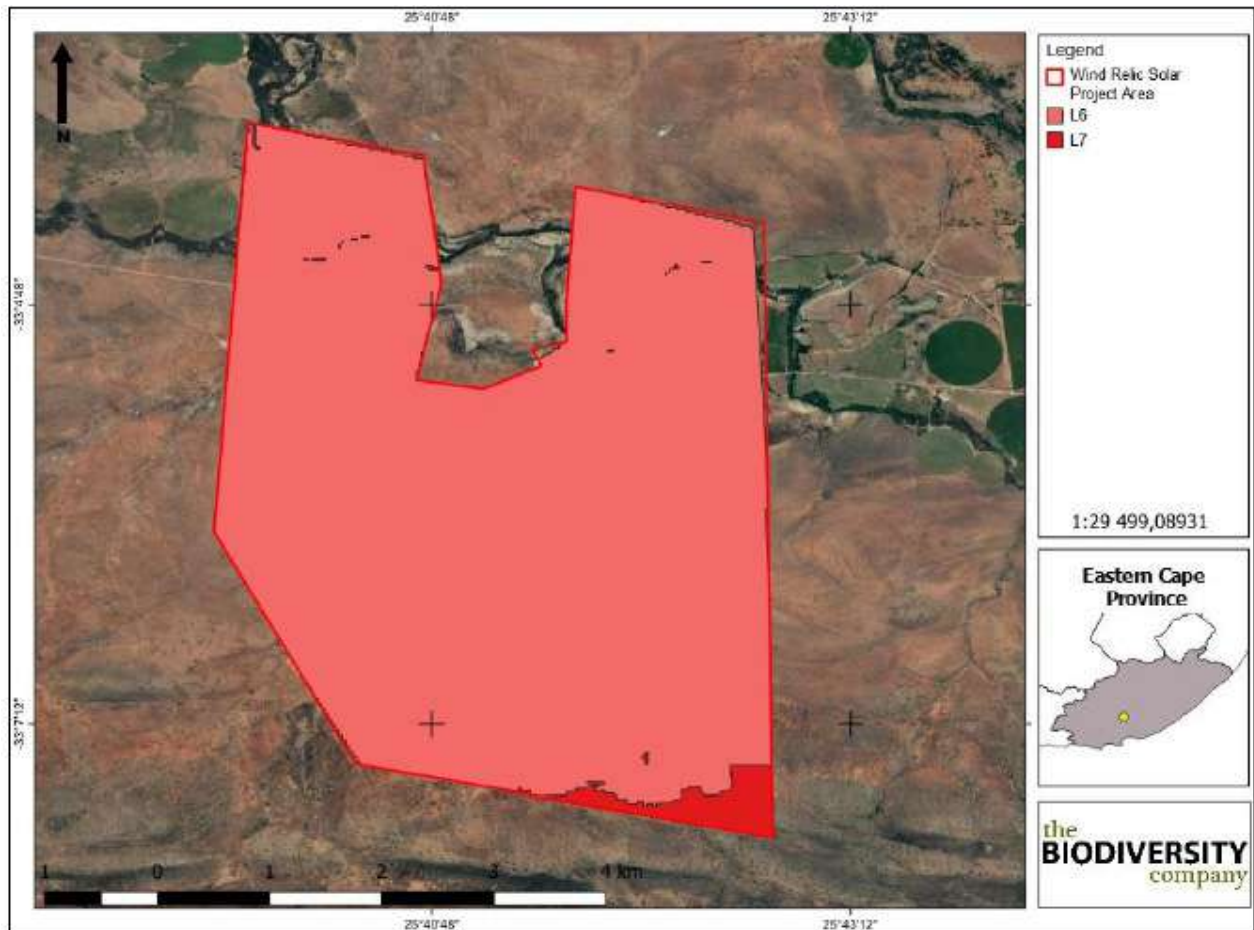 25°40'48"
25°43'12"
N
-33°4'48"
-33°7'12"
1
0
1
2
3
4 km
25°40'48"
25°43'12"
Legend
Wind Relic Solar
Project Area
L6
L7
1:29 499,08931
Eastern Cape
Province
the
BIODIVERSITY
company